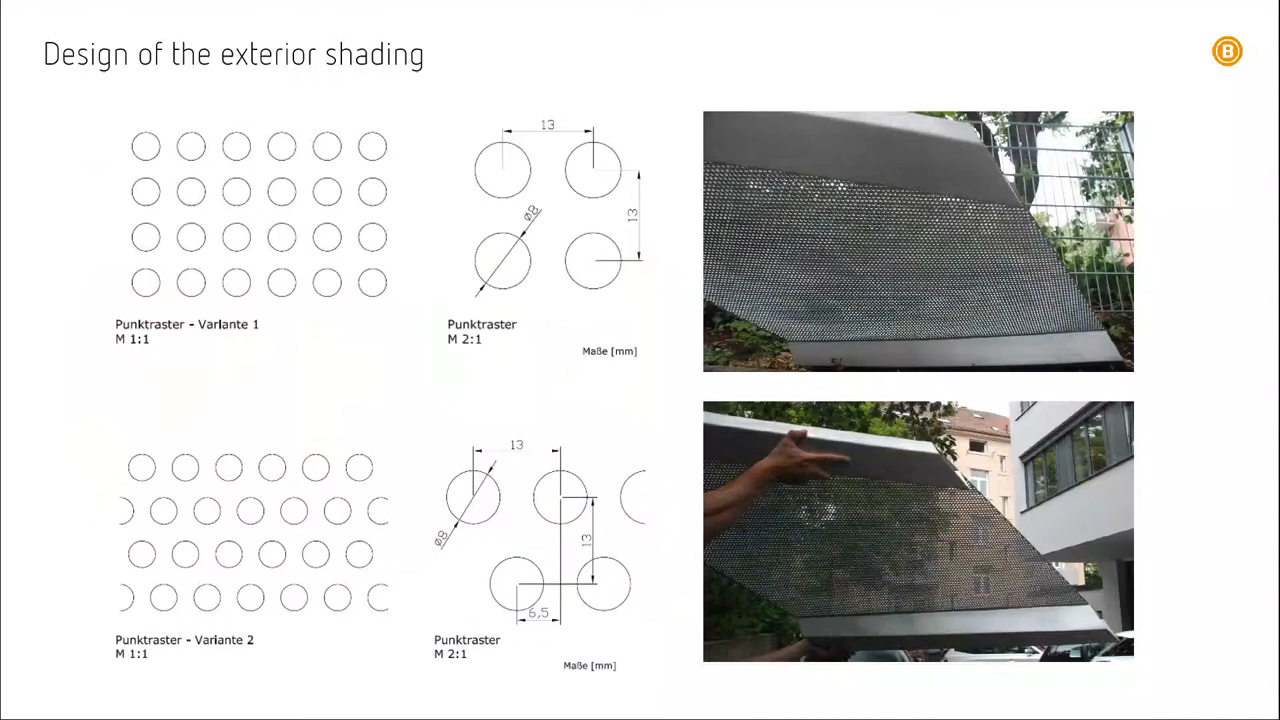 Design of the exterior shading
B
13
13
ø8
Punktraster - Variante 1
M 1:1
Punktraster
M 2:1
Maße [mm]
13
13
ø8
6,5
Punktraster - Variante 2
M 1:1
Punktraster
M 2:1
Maße [mm]